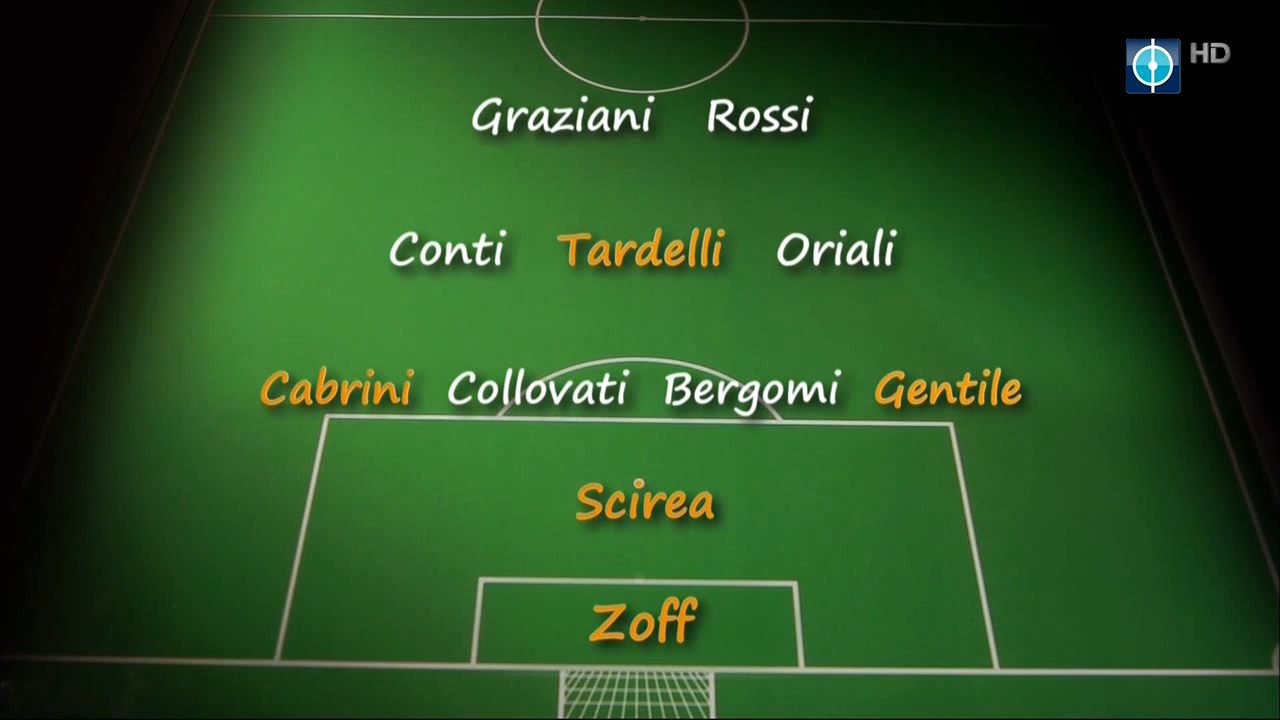 HD
Graziani Rossi
Conti Tardelli Oriali
Cabrini Collovati Bergomi Gentile
Scirea
Zoff